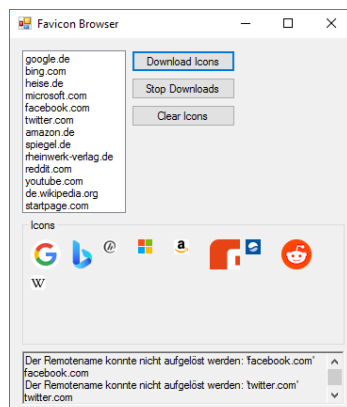 Favicon Browser
google.de
bing.com
heise.de
microsoft.com
facebook.com
twitter.com
amazon.de
spiegel.de
rheinwerk-verlag.de
reddit.com
youtube.com
de.wikipedia.org
startpage.com
Download Icons
Stop Downloads
Clear Icons
Icons
G
a
W
Der Remotename konnte nicht aufgelöst werden: 'facebook.com'
facebook.com
Der Remotename konnte nicht aufgelöst werden: 'twitter.com'
twitter.com